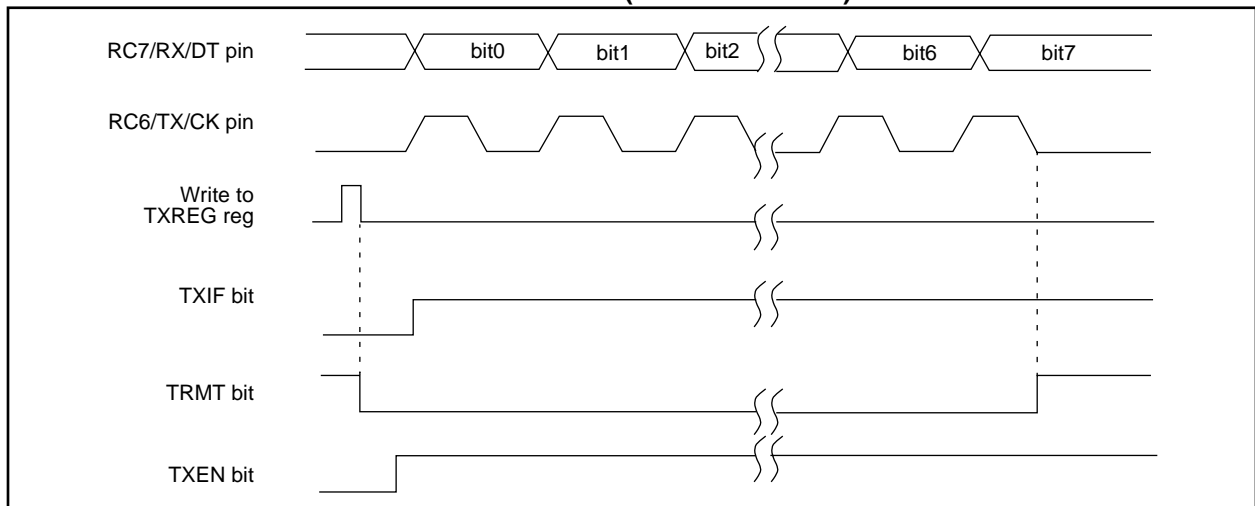 RC7/RX/DT pin
bit0 bit1 bit2 bit6 bit7
RC6/TX/CK pin
Write to
TXREG reg
TXIF bit
TRMT bit
TXEN bit